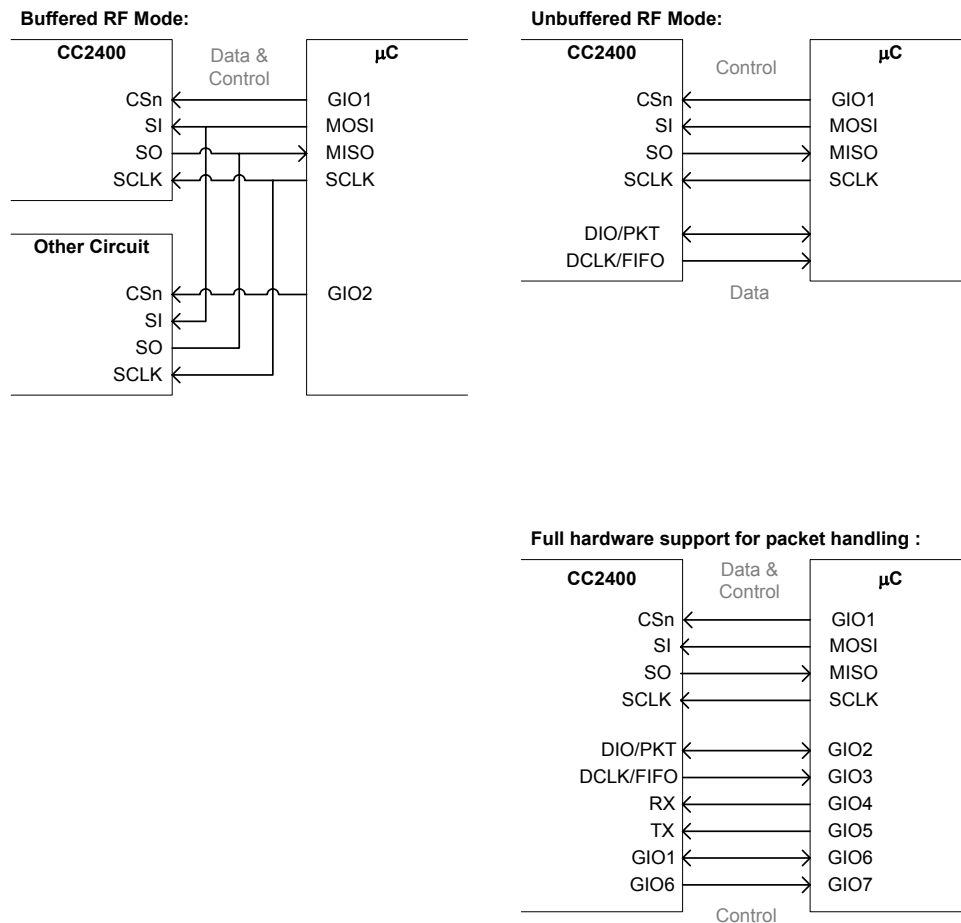 Buffered RF Mode:
CC2400
Data &
Control
μC
CSn
GIO1
SI
MOSI
SO
MISO
SCLK
SCLK
Other Circuit
CSn
GIO2
SI
SO
SCLK
Unbuffered RF Mode:
CC2400
Control
μC
CSn
GIO1
SI
MOSI
SO
MISO
SCLK
SCLK
DIO/PKT
DCLK/FIFO
Data
Full hardware support for packet handling :
CC2400
Data &
Control
μC
CSn
GIO1
SI
MOSI
SO
MISO
SCLK
SCLK
DIO/PKT
GIO2
DCLK/FIFO
GIO3
RX
GIO4
TX
GIO5
GIO1
GIO6
GIO6
GIO7
Control